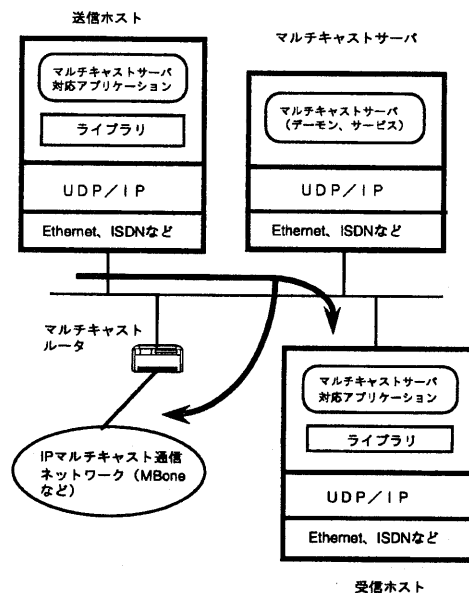 送信ホスト
マルチキャストサーバ
対応アプリケーション
ライブラリ
UDP/IP
Ethernet、ISDNなど
マルチキャストサーバ
マルチキャストサーバ
(デーモン、サービス)
UDP/IP
Ethernet、ISDNなど
マルチキャスト
ルータ
IPマルチキャスト通信
ネットワーク(MBone
など)
マルチキャストサーバ
対応アプリケーション
ライブラリ
UDP/IP
Ethernet、ISDNなど
受信ホスト